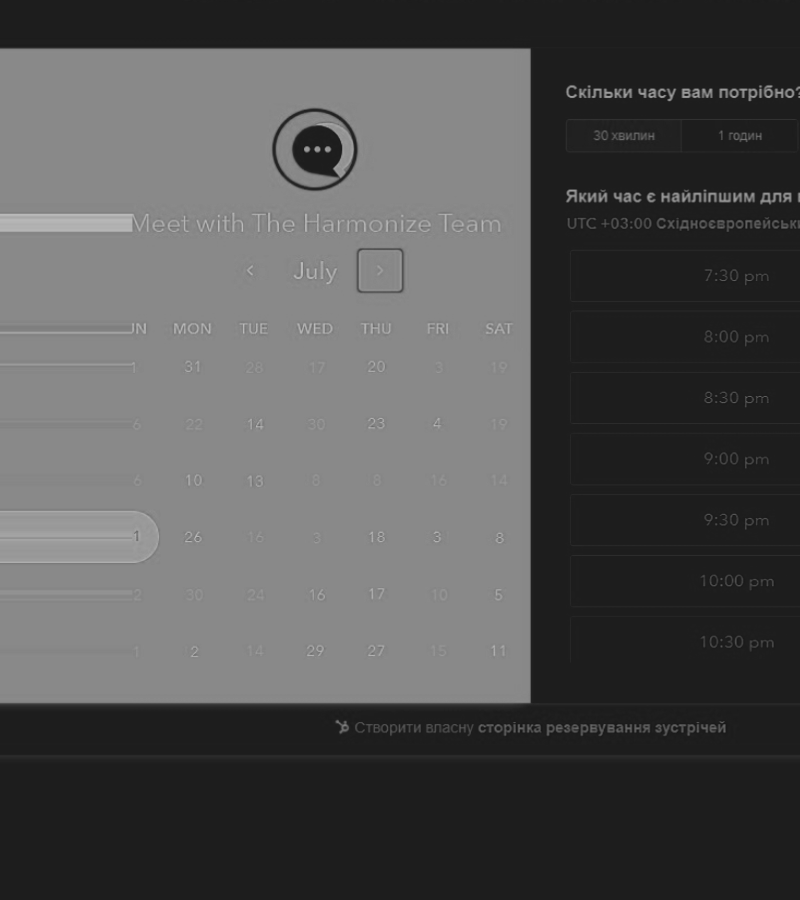 Meet with The Harmonize Team
July
MON TUE WED THU FRI SAT
1 31 28 17 20 3 19
6 22 14 30 23 4 19
6 10 13 8 8 16 14
1 26 16 3 18 3 8
2 30 24 16 17 10 5
1 2 14 29 27 15 11
Скільки часу вам потрібно?
30 хвилин 1 годин
Який час є найліпшим для
UTC +03:00
7:30 pm
8:00 pm
8:30 pm
9:00 pm
9:30 pm
10:00 pm
10:30 pm
Створити власну сторінка резервування зустрічей